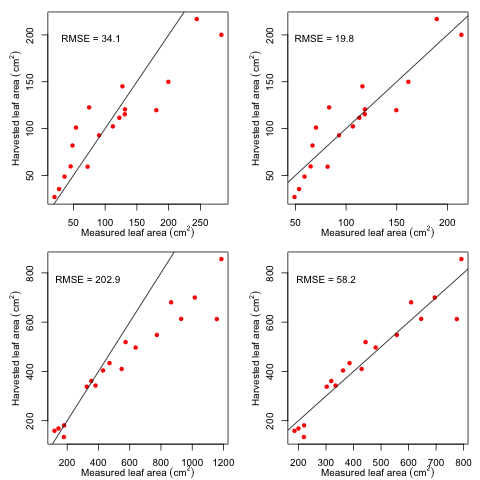 RMSE = 34.1
Harvested leaf area (cm²)
50 100 150 200
50 100 150 200 250
Measured leaf area (cm²)
RMSE = 19.8
Harvested leaf area (cm²)
50 100 150 200
50 100 150 200
Measured leaf area (cm²)
RMSE = 202.9
Harvested leaf area (cm²)
200 400 600 800
200 400 600 800 1000 1200
Measured leaf area (cm²)
RMSE = 58.2
Harvested leaf area (cm²)
200 400 600 800
200 300 400 500 600 700 800
Measured leaf area (cm²)